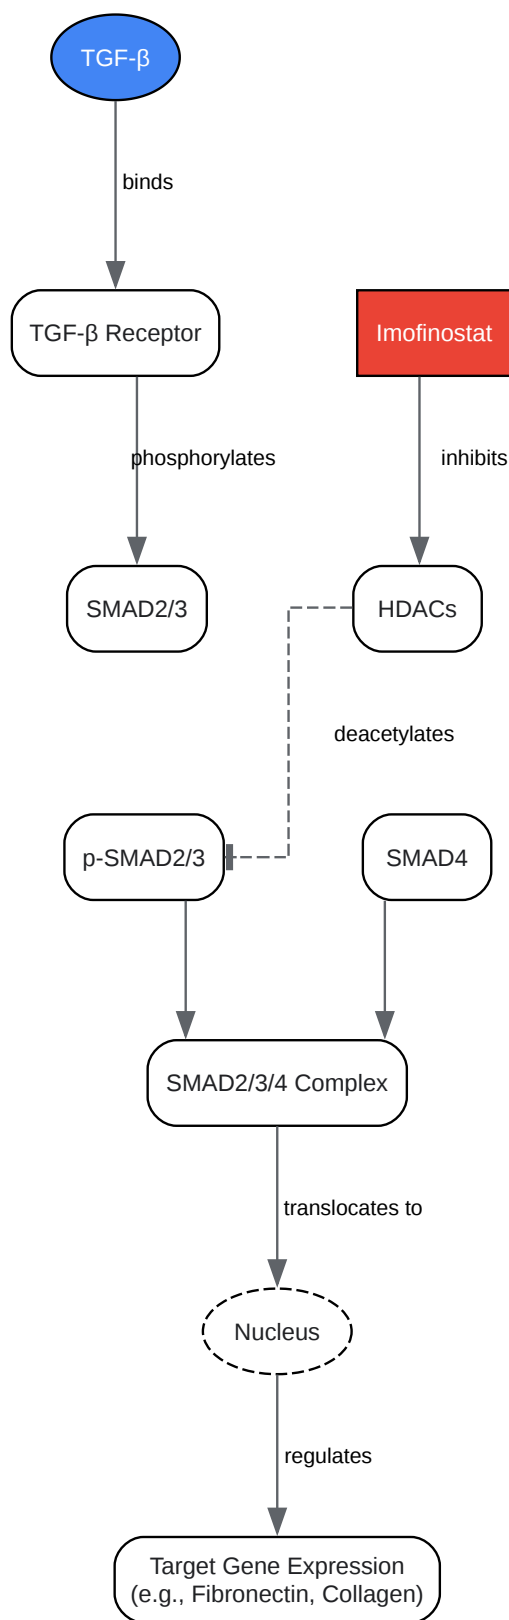 TGF-β
binds
TGF-β Receptor
Imofinostat
phosphorylates
inhibits
SMAD2/3
HDACs
deacetylates
p-SMAD2/3
SMAD4
SMAD2/3/4 Complex
translocates to
Nucleus
regulates
Target Gene Expression
(e.g., Fibronectin, Collagen)